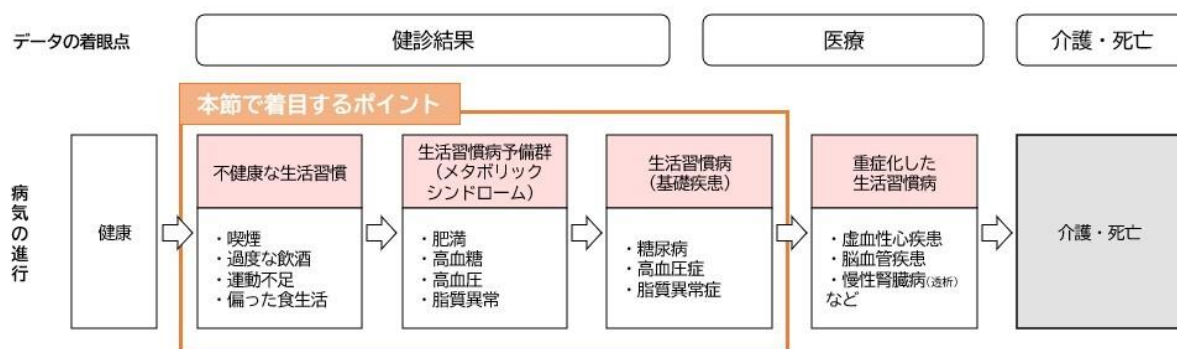 データの着眼点
健診結果
医療
介護・死亡
本節で着目するポイント
病気の進行
健康
不健康な生活習慣
・喫煙
・過度な飲酒
・運動不足
・偏った食生活
生活習慣病予備群
（メタボリック
シンドローム）
・肥満
・高血糖
・高血圧
・脂質異常
生活習慣病
（基礎疾患）
・糖尿病
・高血圧症
・脂質異常症
重症化した
生活習慣病
・虚血性心疾患
・脳血管疾患
・慢性腎臓病（透析）
など
介護・死亡